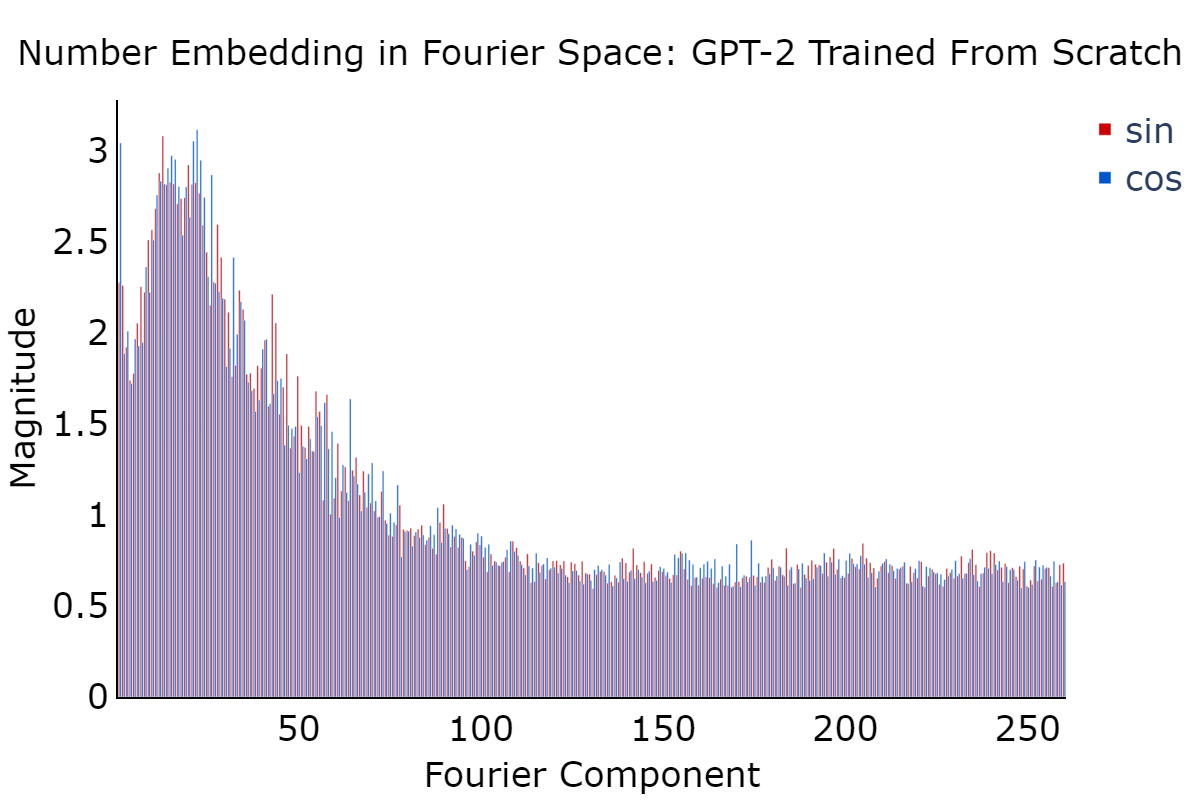 Number Embedding in Fourier Space: GPT-2 Trained From Scratch
sin
cos
3
2.5
2
1.5
1
0.5
0
Magnitude
50
100
150
200
250
Fourier Component